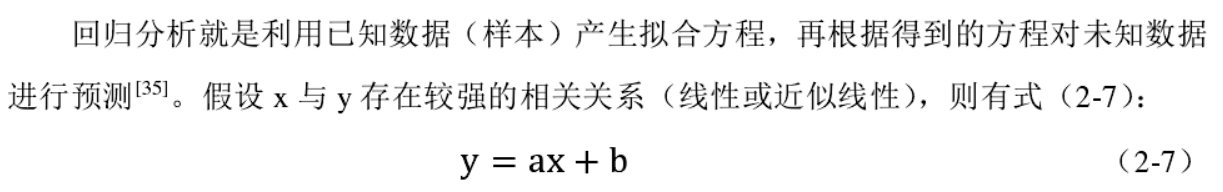 回归分析就是利用已知数据（样本）产生拟合方程，再根据得到的方程对未知数据
进行预测[35]。假设 x 与 y 存在较强的相关关系（线性或近似线性），则有式（2-7）：
y = ax + b （2-7）